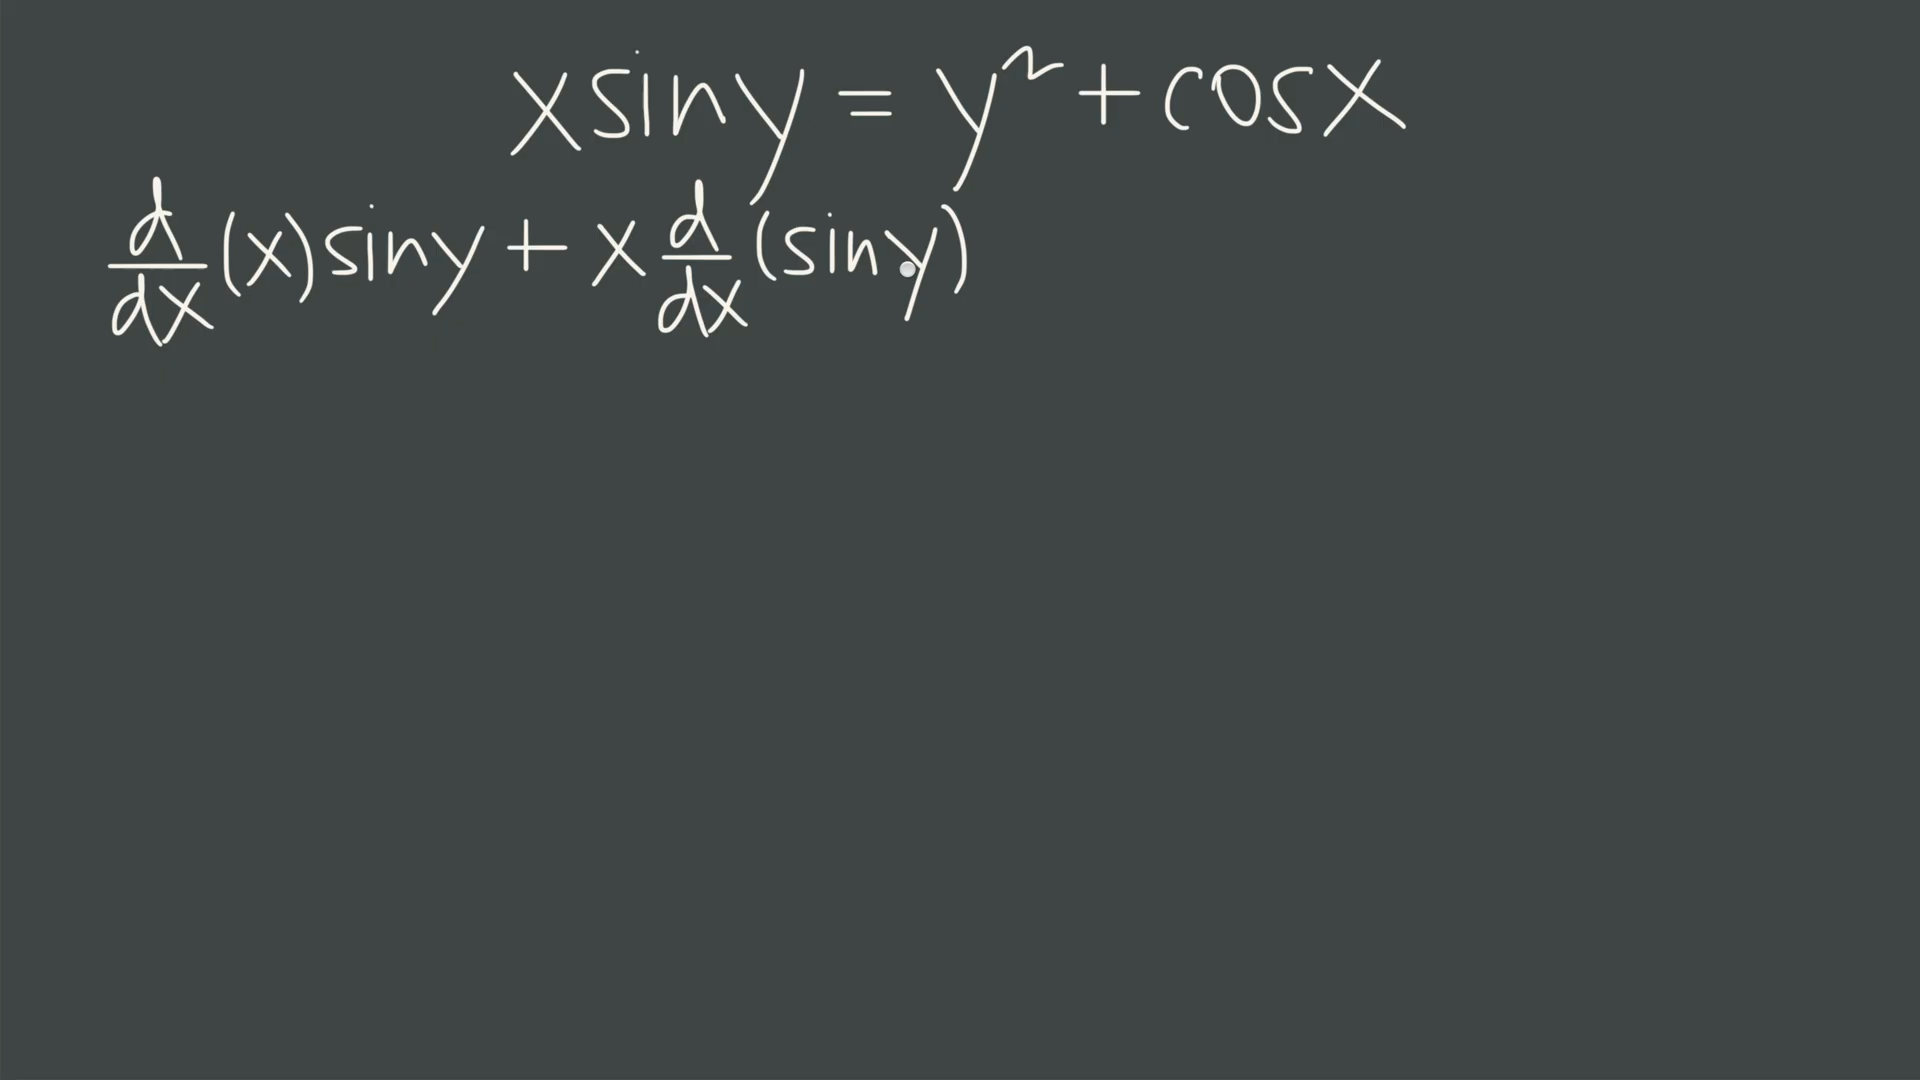 xsiny = y² + cosx
d/dx (x) siny + x d/dx (siny)